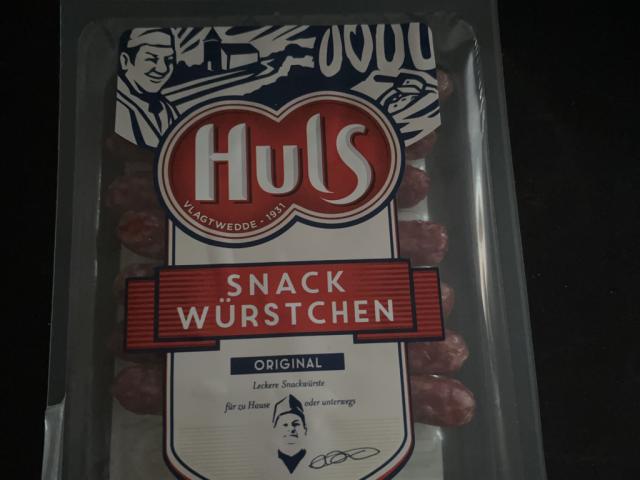 HulS
VLAGTWEDDE - 1931
SNACK
WÜRSTCHEN
ORIGINAL
Leckere Snackwürste
für zu Hause oder unterwegs